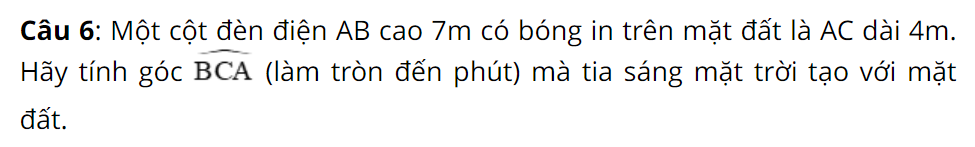 Câu 6: Một cột đèn điện AB cao 7m có bóng in trên mặt đất là AC dài 4m.
Hãy tính góc \widehat{BCA} (làm tròn đến phút) mà tia sáng mặt trời tạo với mặt
đất.